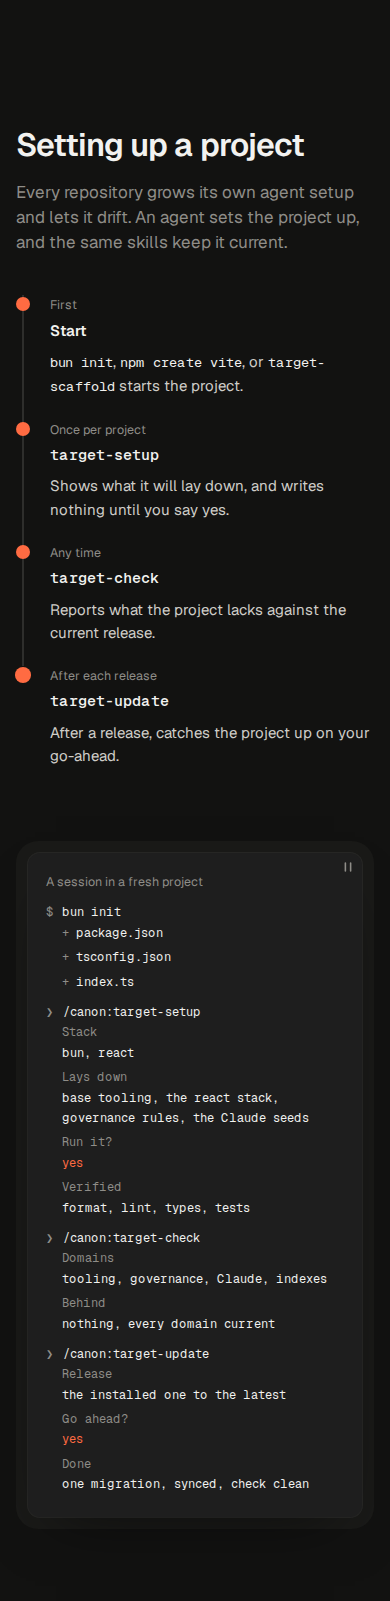 Setting up a project
Every repository grows its own agent setup
and lets it drift. An agent sets the project up,
and the same skills keep it current.
First
Start
bun init, npm create vite, or target-
scaffold starts the project.
Once per project
target-setup
Shows what it will lay down, and writes
nothing until you say yes.
Any time
target-check
Reports what the project lacks against the
current release.
After each release
target-update
After a release, catches the project up on your
go-ahead.
A session in a fresh project
$ bun init
+ package.json
+ tsconfig.json
+ index.ts
❯ /canon:target-setup
Stack
bun, react
Lays down
base tooling, the react stack,
governance rules, the Claude seeds
Run it?
yes
Verified
format, lint, types, tests
❯ /canon:target-check
Domains
tooling, governance, Claude, indexes
Behind
nothing, every domain current
❯ /canon:target-update
Release
the installed one to the latest
Go ahead?
yes
Done
one migration, synced, check clean